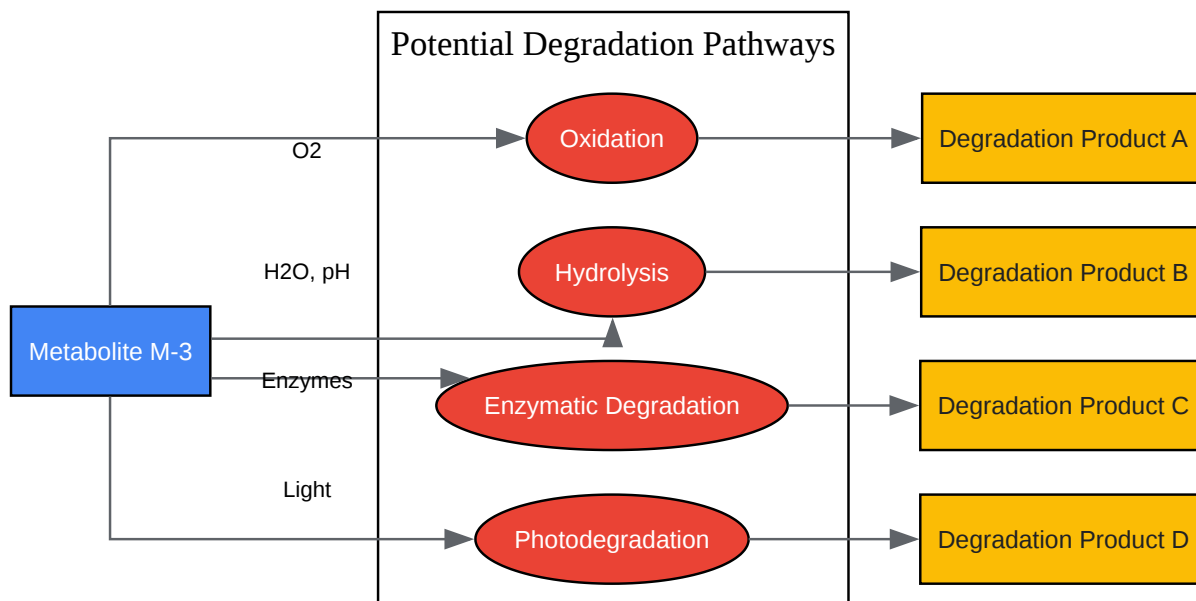 Potential Degradation Pathways
O2
Oxidation
Degradation Product A
H2O, pH
Hydrolysis
Degradation Product B
Metabolite M-3
Enzymes
Enzymatic Degradation
Degradation Product C
Light
Photodegradation
Degradation Product D